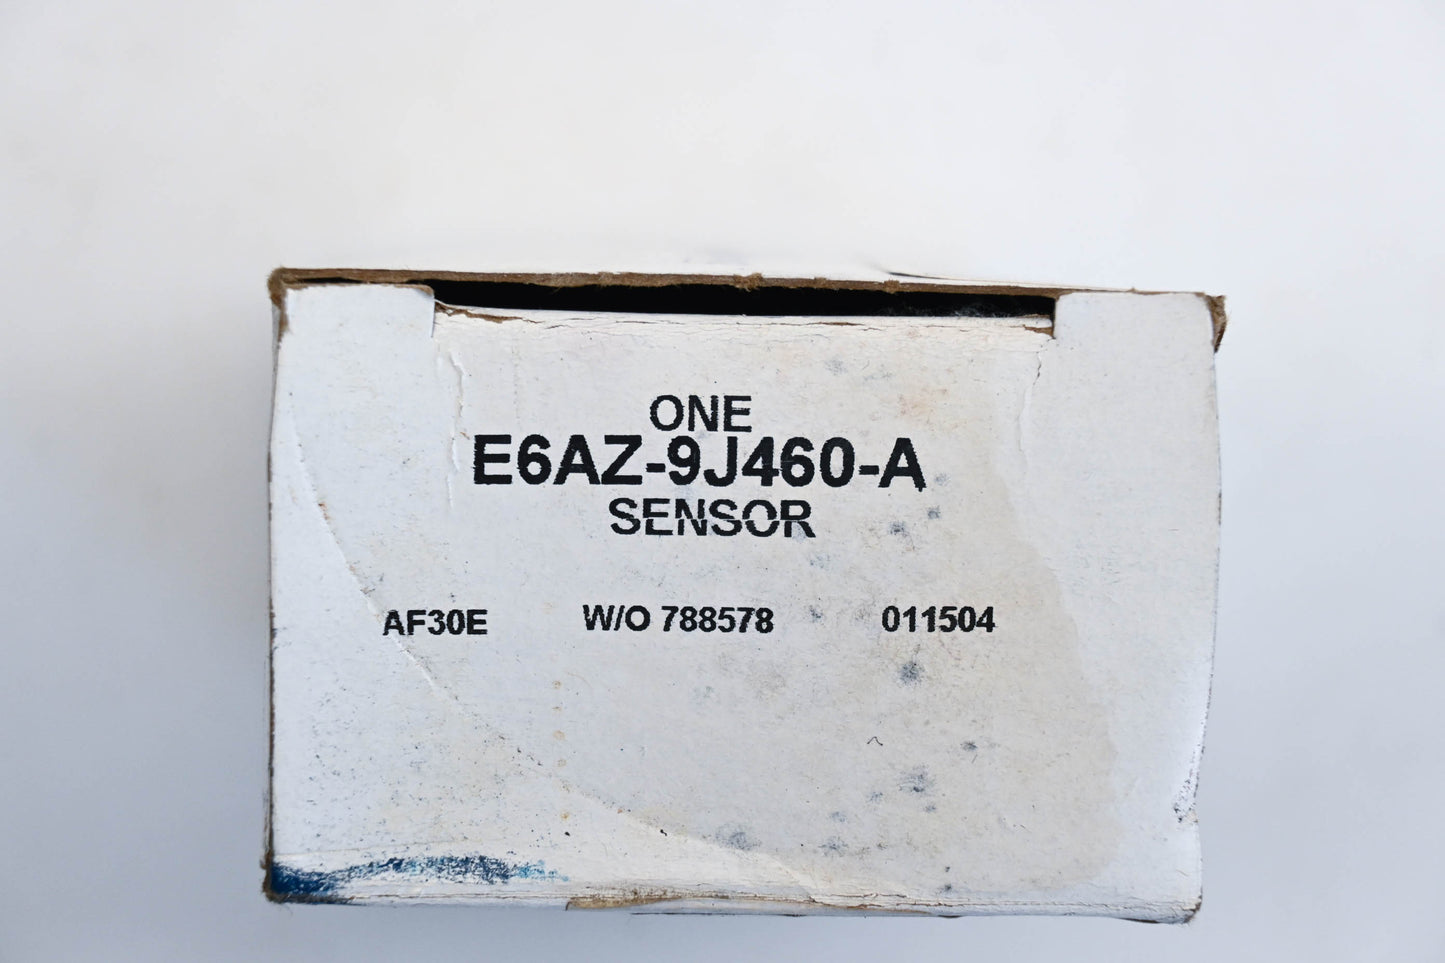 ONE
E6AZ-9J460-A
SENSOR
AF30E W/O 788578 011504